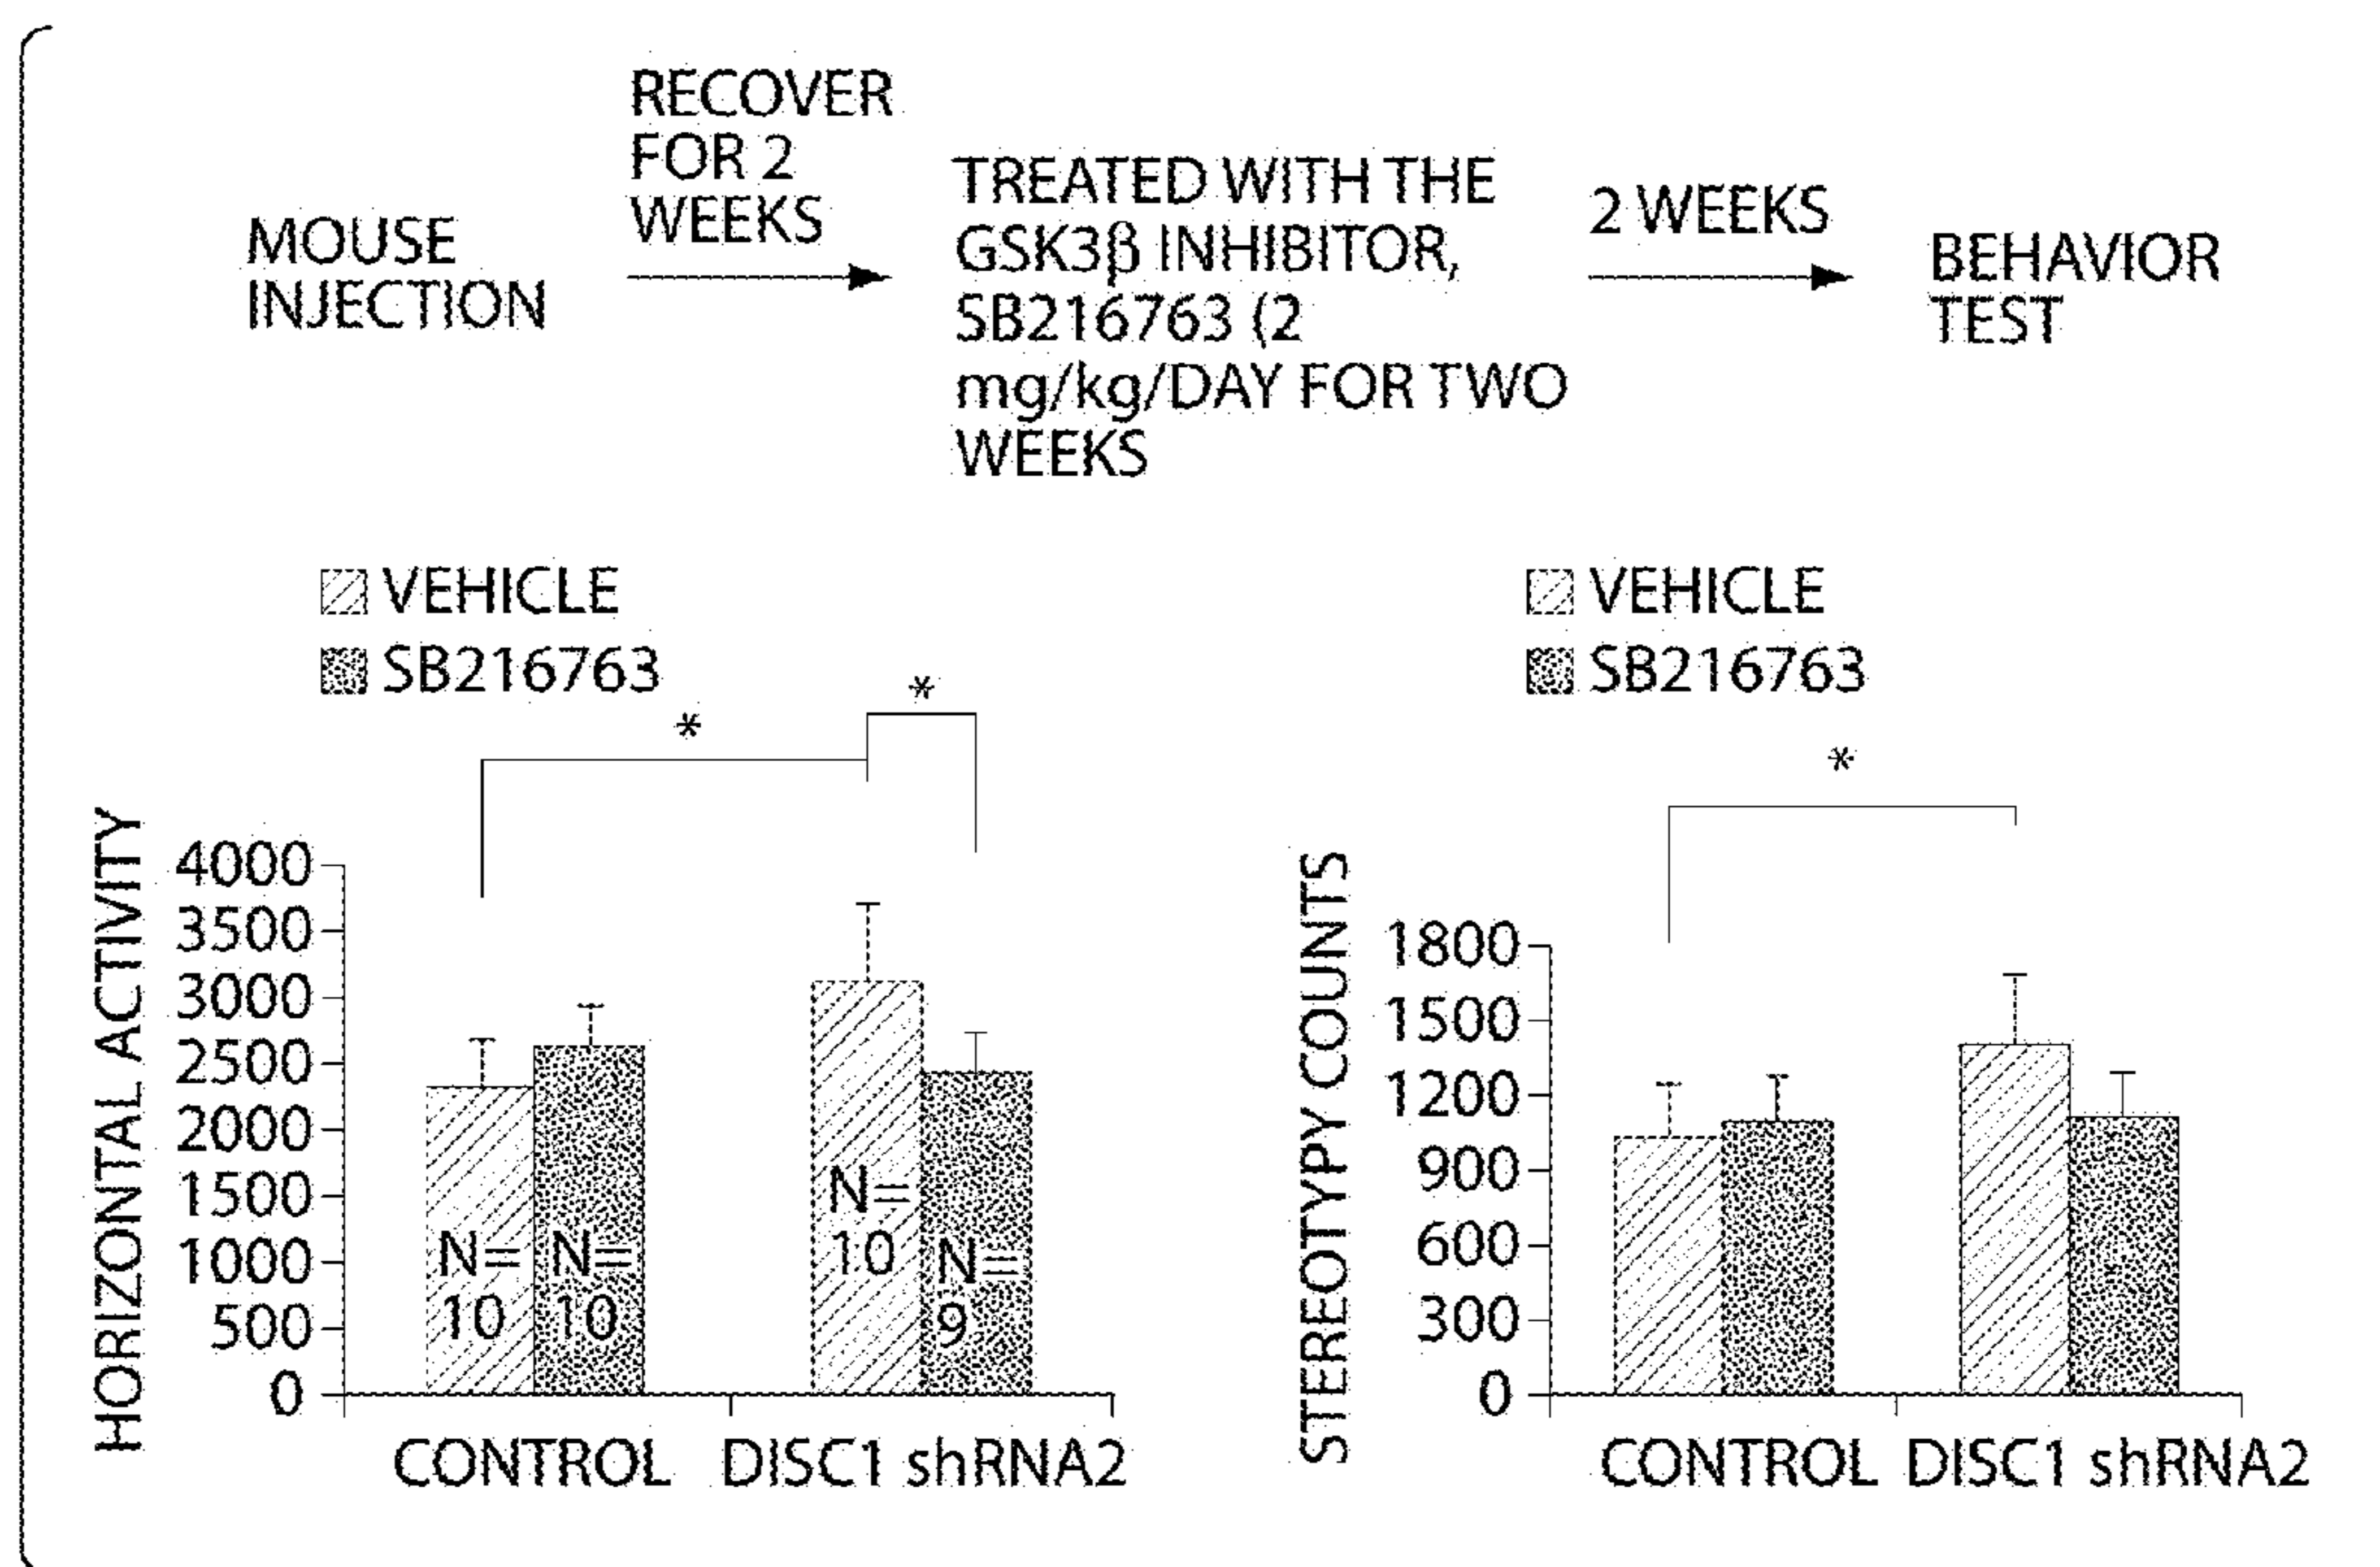 MOUSE
INJECTION
RECOVER
FOR 2
WEEKS
TREATED WITH THE
GSK3β INHIBITOR,
SB216763 (2
mg/kg/DAY FOR TWO
WEEKS
2 WEEKS
BEHAVIOR
TEST
VEHICLE
SB216763
*
*
HORIZONTAL ACTIVITY
4000
3500
3000
2500
2000
1500
1000
500
0
N=
10
N=
10
N=
10
N=
9
CONTROL
DISC1 shRNA2
VEHICLE
SB216763
*
STEREOTYPY COUNTS
1800
1500
1200
900
600
300
0
CONTROL
DISC1 shRNA2